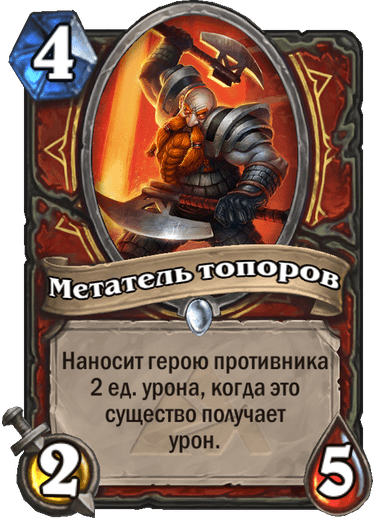 4
Метатель топоров
Наносит герою противника
2 ед. урона, когда это
существо получает
урон.
2
5